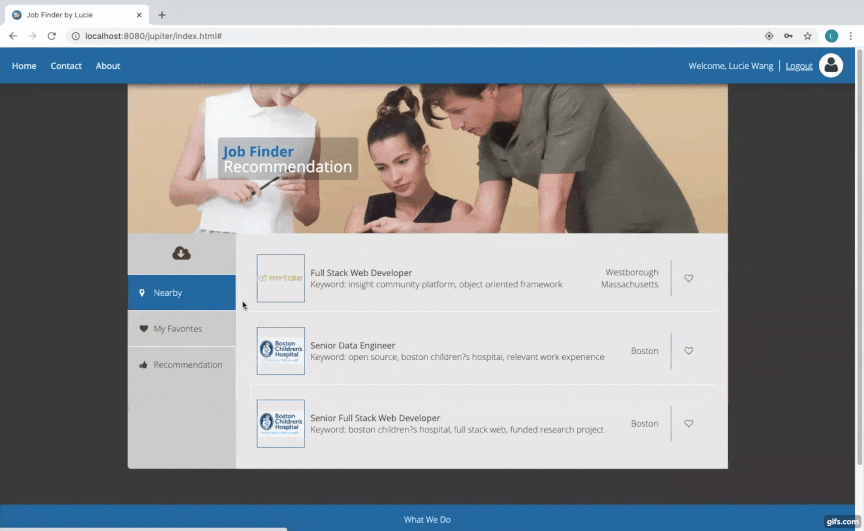 Job Finder by Lucie
localhost:8080/jupiter/index.html#
L
Home Contact About
Welcome, Lucie Wang Logout
Job Finder
Recommendation
Nearby
My Favorites
Recommendation
Full Stack Web Developer
Keyword: insight community platform, object oriented framework
Westborough
Massachusetts
Boston
Children's
Hospital
Senior Data Engineer
Keyword: open source, boston children?s hospital, relevant work experience
Boston
Boston
Children's
Hospital
Senior Full Stack Web Developer
Keyword: boston children?s hospital, full stack web, funded research project
Boston
What We Do
gifs.com